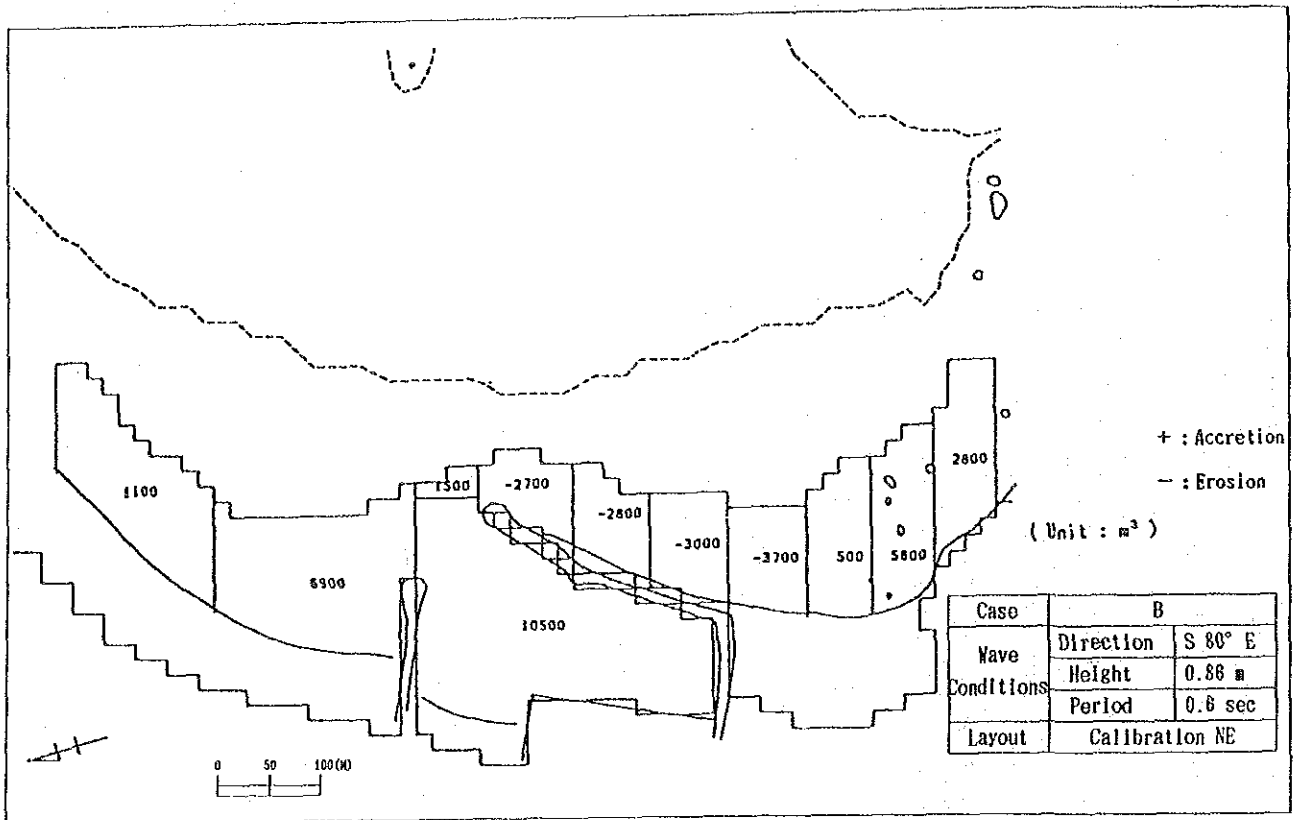 + : Accretion
1500
-2700
2800
1100
-2800
- : Erosion
-3000
( Unit : m³ )
6900
-3700
500
5800
10500
Case B
Wave Conditions
Direction S 80° E
Height 0.86 m
Period 0.6 sec
Layout Calibration NE
0 50 100(M)